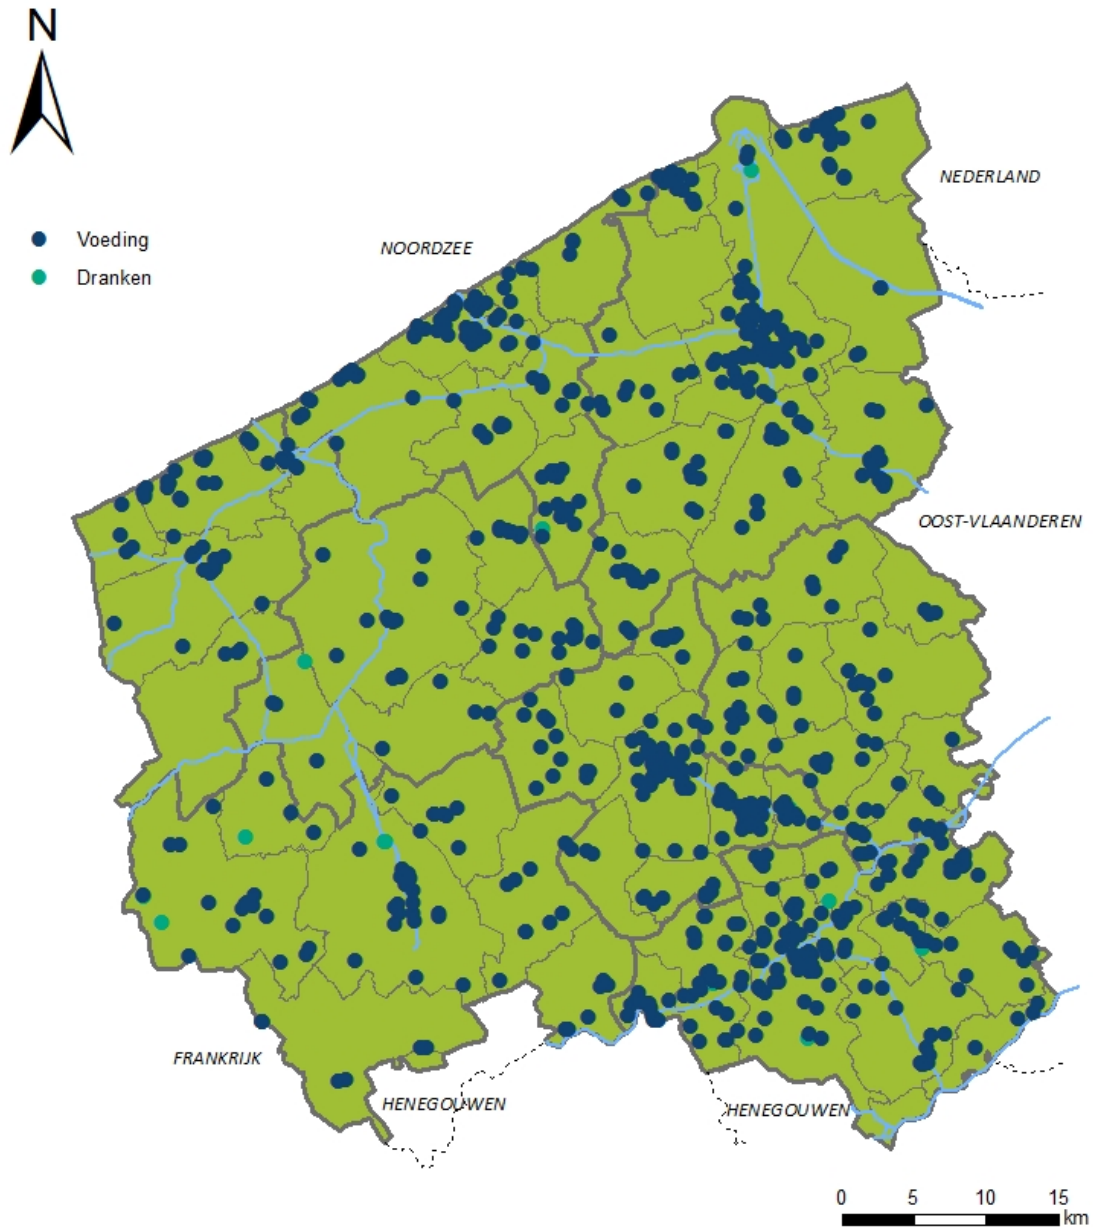 N
NEDERLAND
Voeding
NOORDZEE
Dranken
OOST-VLAANDEREN
FRANKRIJK
HENEGOUWEN
HENEGOUWEN
0 5 10 15
km